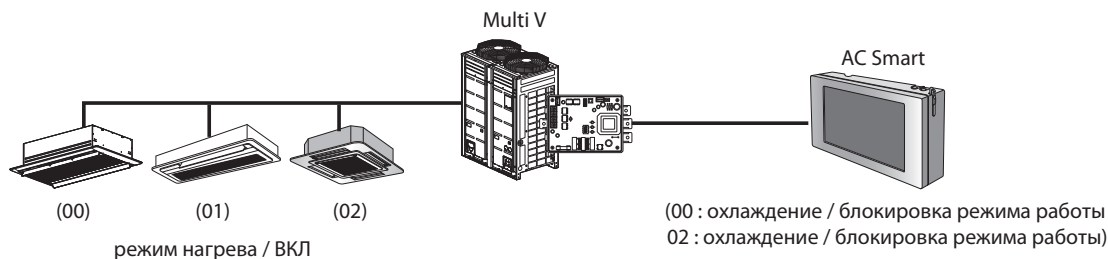 Multi V
AC Smart
(00) (01) (02)
режим нагрева / ВКЛ
(00 : охлаждение / блокировка режима работы
02 : охлаждение / блокировка режима работы)